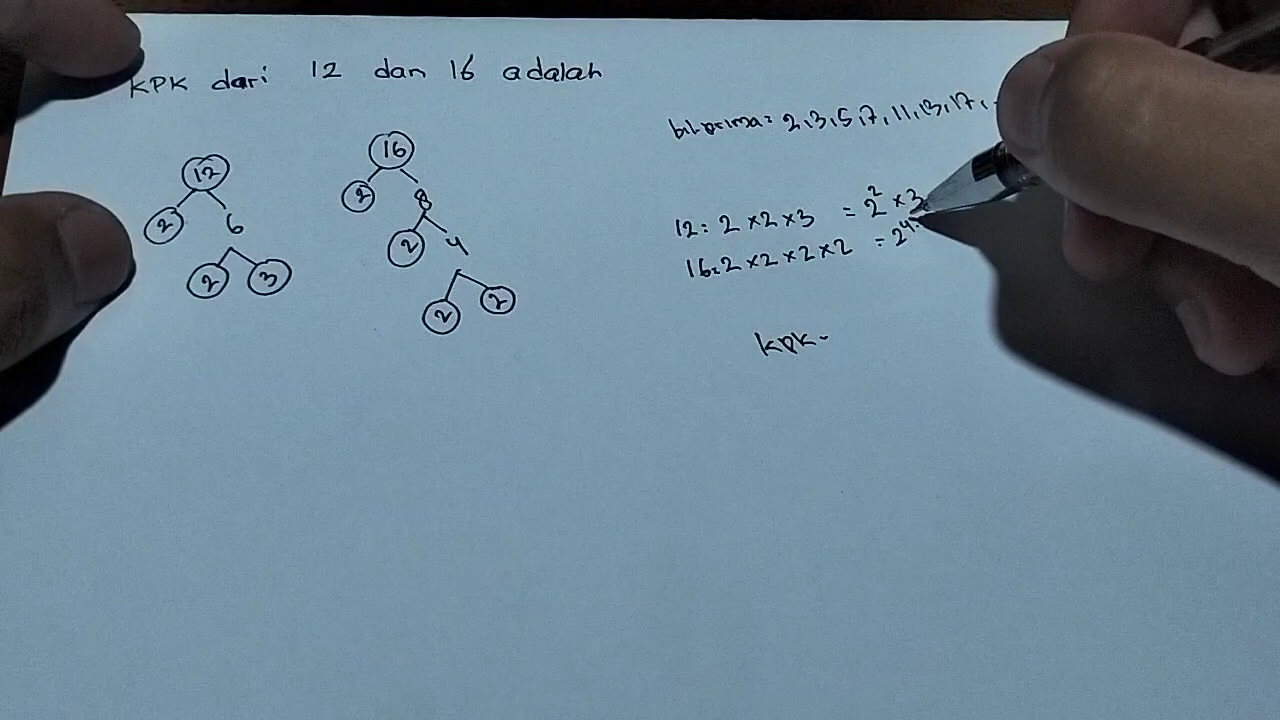 KPK dari 12 dan 16 adalah
bil. prima = 2, 3, 5, 7, 11, 13, 17, .
12
2
6
2 3
16
2
8
2 4
2 2
12 : 2 × 2 × 3 = 2² × 3
16 : 2 × 2 × 2 × 2 = 2⁴
KPK =